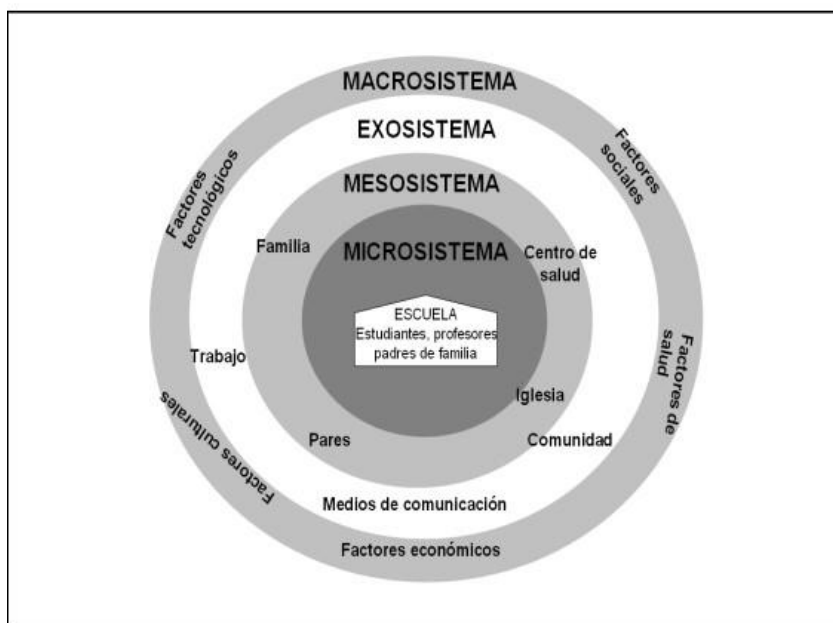 MACROSISTEMA
EXOSISTEMA
Factores
sociales
Factores
tecnológicos
MESOSISTEMA
Familia
MICROSISTEMA
Centro de
salud
ESCUELA
Estudiantes, profesores
padres de familia
Trabajo
Factores de
salud
Iglesia
Factores culturales
Pares
Comunidad
Medios de comunicación
Factores económicos